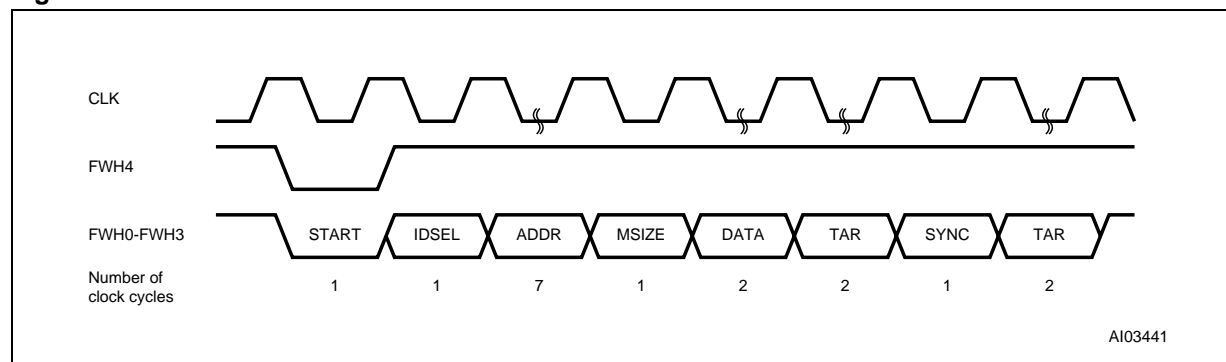 CLK
FWH4
FWH0-FWH3 START IDSEL ADDR MSIZE DATA TAR SYNC TAR
Number of
clock cycles 1 1 7 1 2 2 1 2
AI03441